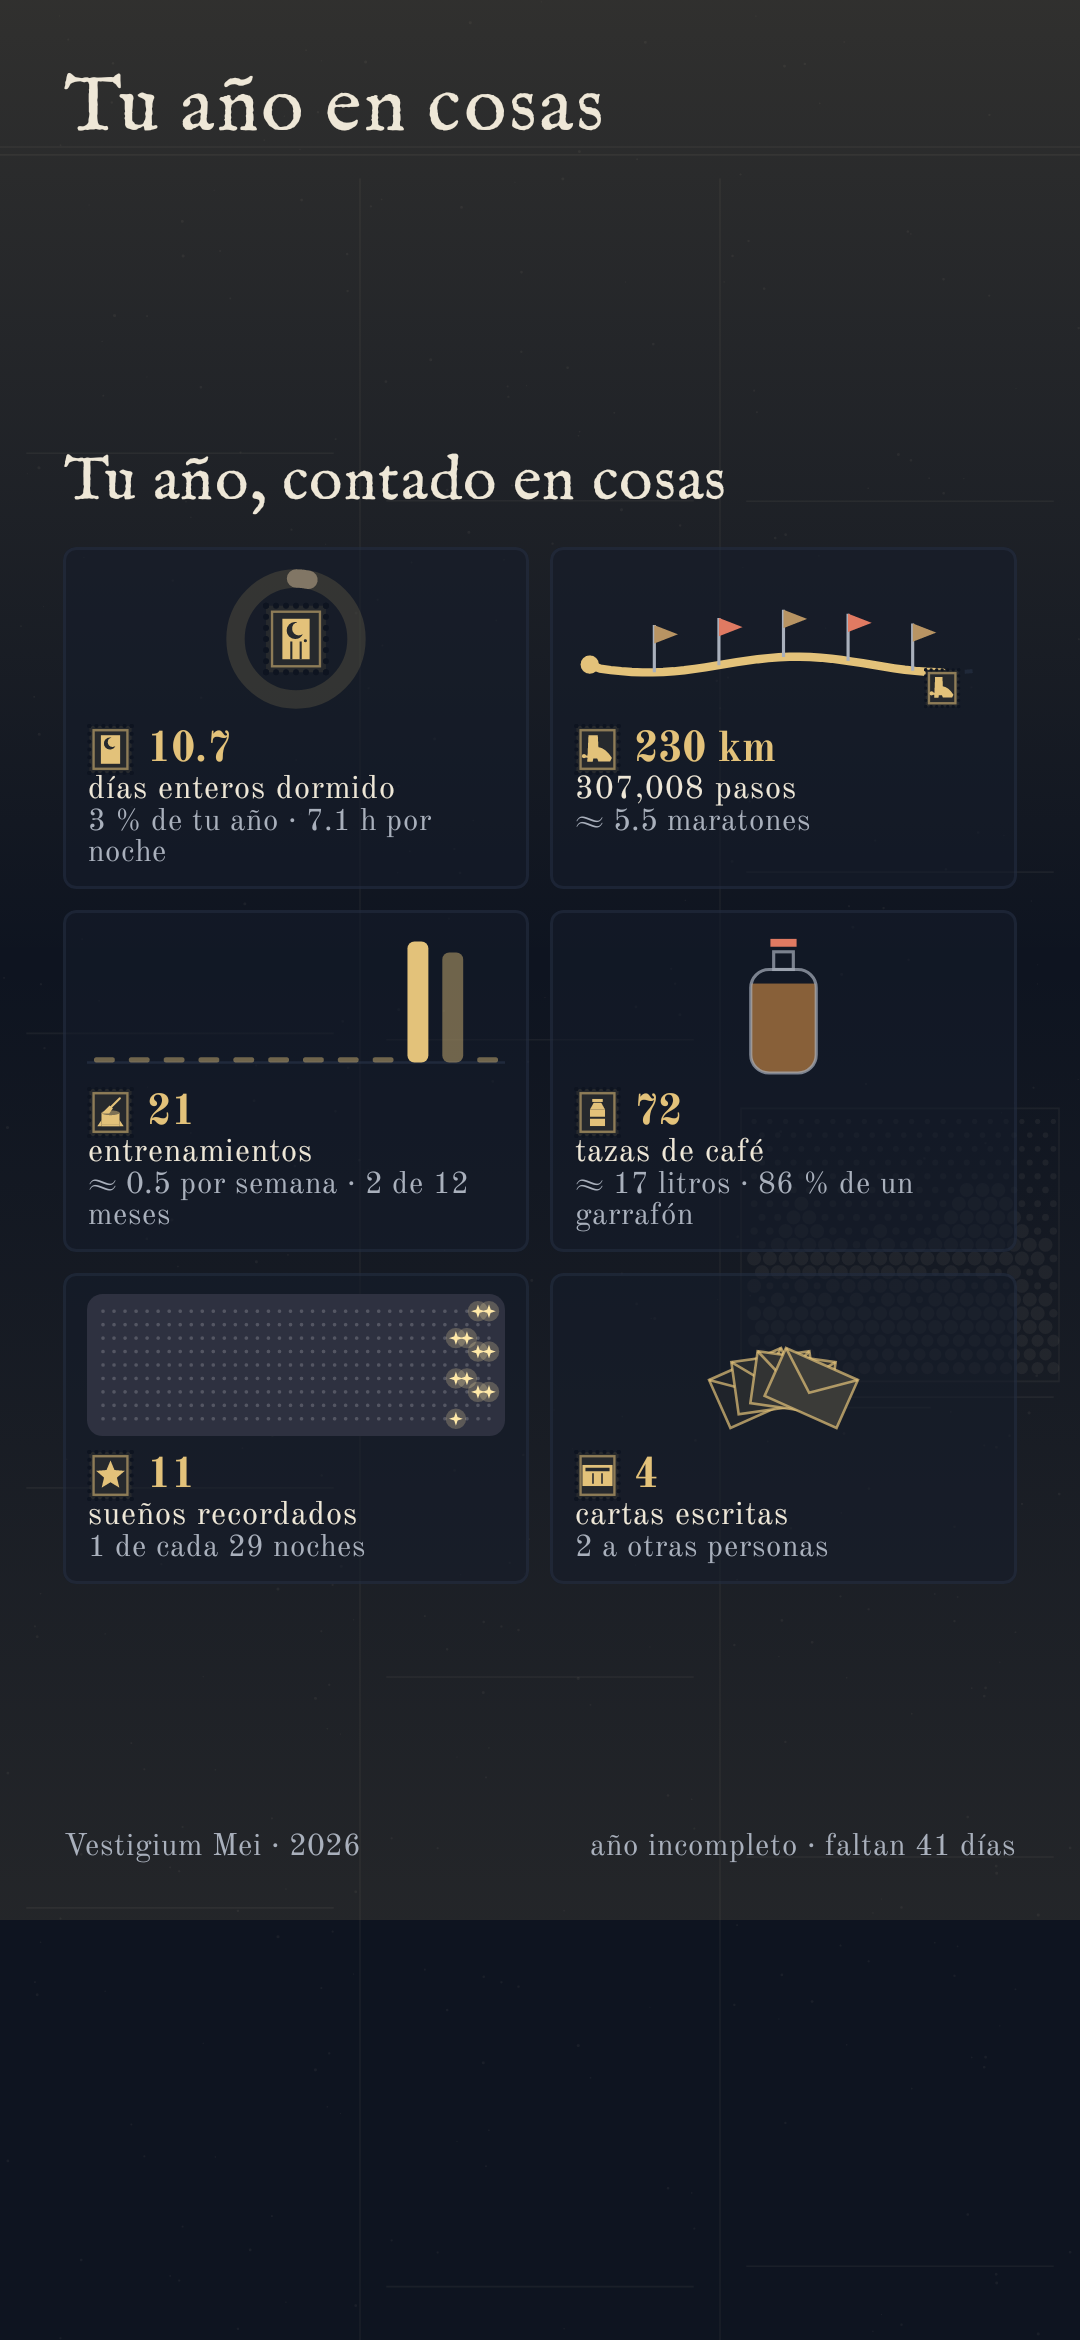 Tu año en cosas
Tu año, contado en cosas
10.7
días enteros dormido
3 % de tu año · 7.1 h por
noche
230 km
307,008 pasos
≈ 5.5 maratones
21
entrenamientos
≈ 0.5 por semana · 2 de 12
meses
72
tazas de café
≈ 17 litros · 86 % de un
garrafón
11
sueños recordados
1 de cada 29 noches
4
cartas escritas
2 a otras personas
Vestigium Mei · 2026
año incompleto · faltan 41 días